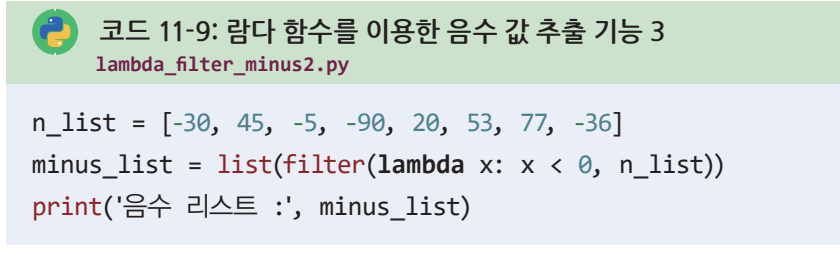 코드 11-9: 람다 함수를 이용한 음수 값 추출 기능 3
lambda_filter_minus2.py
n_list = [-30, 45, -5, -90, 20, 53, 77, -36]
minus_list = list(filter(lambda x: x < 0, n_list))
print('음수 리스트 :', minus_list)